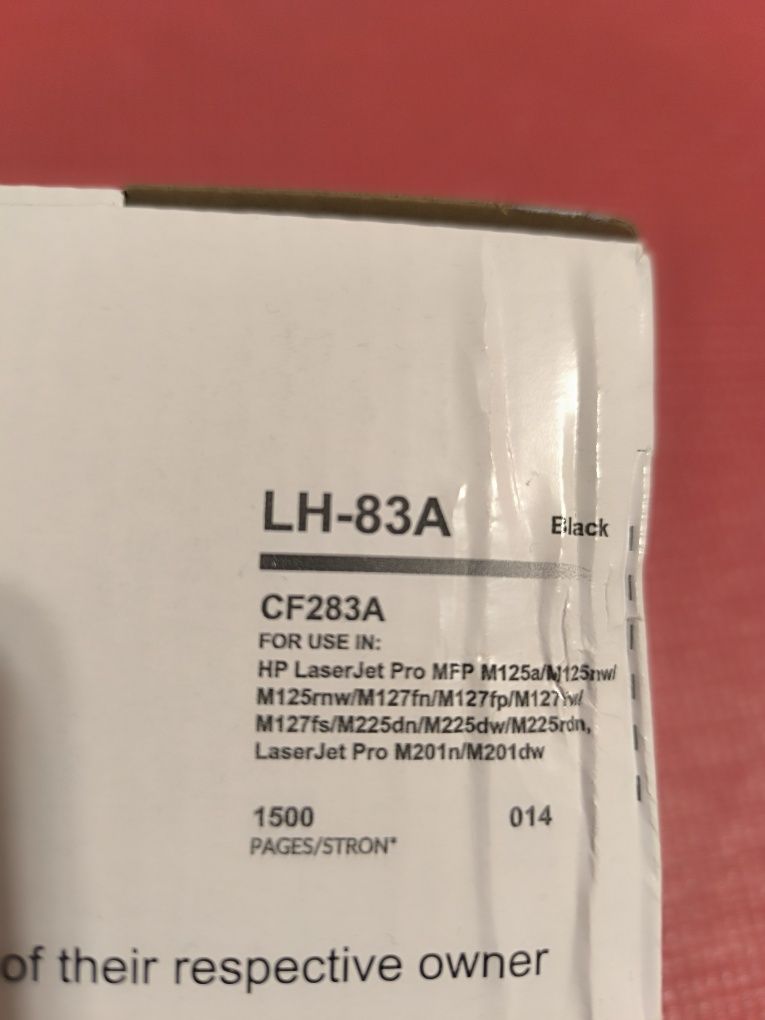 LH-83A Black
CF283A
FOR USE IN:
HP LaserJet Pro MFP M125a/M125nw/
M125rnw/M127fn/M127fp/M127fw/
M127fs/M225dn/M225dw/M225rdn,
LaserJet Pro M201n/M201dw
1500 014
PAGES/STRON*
of their respective owner